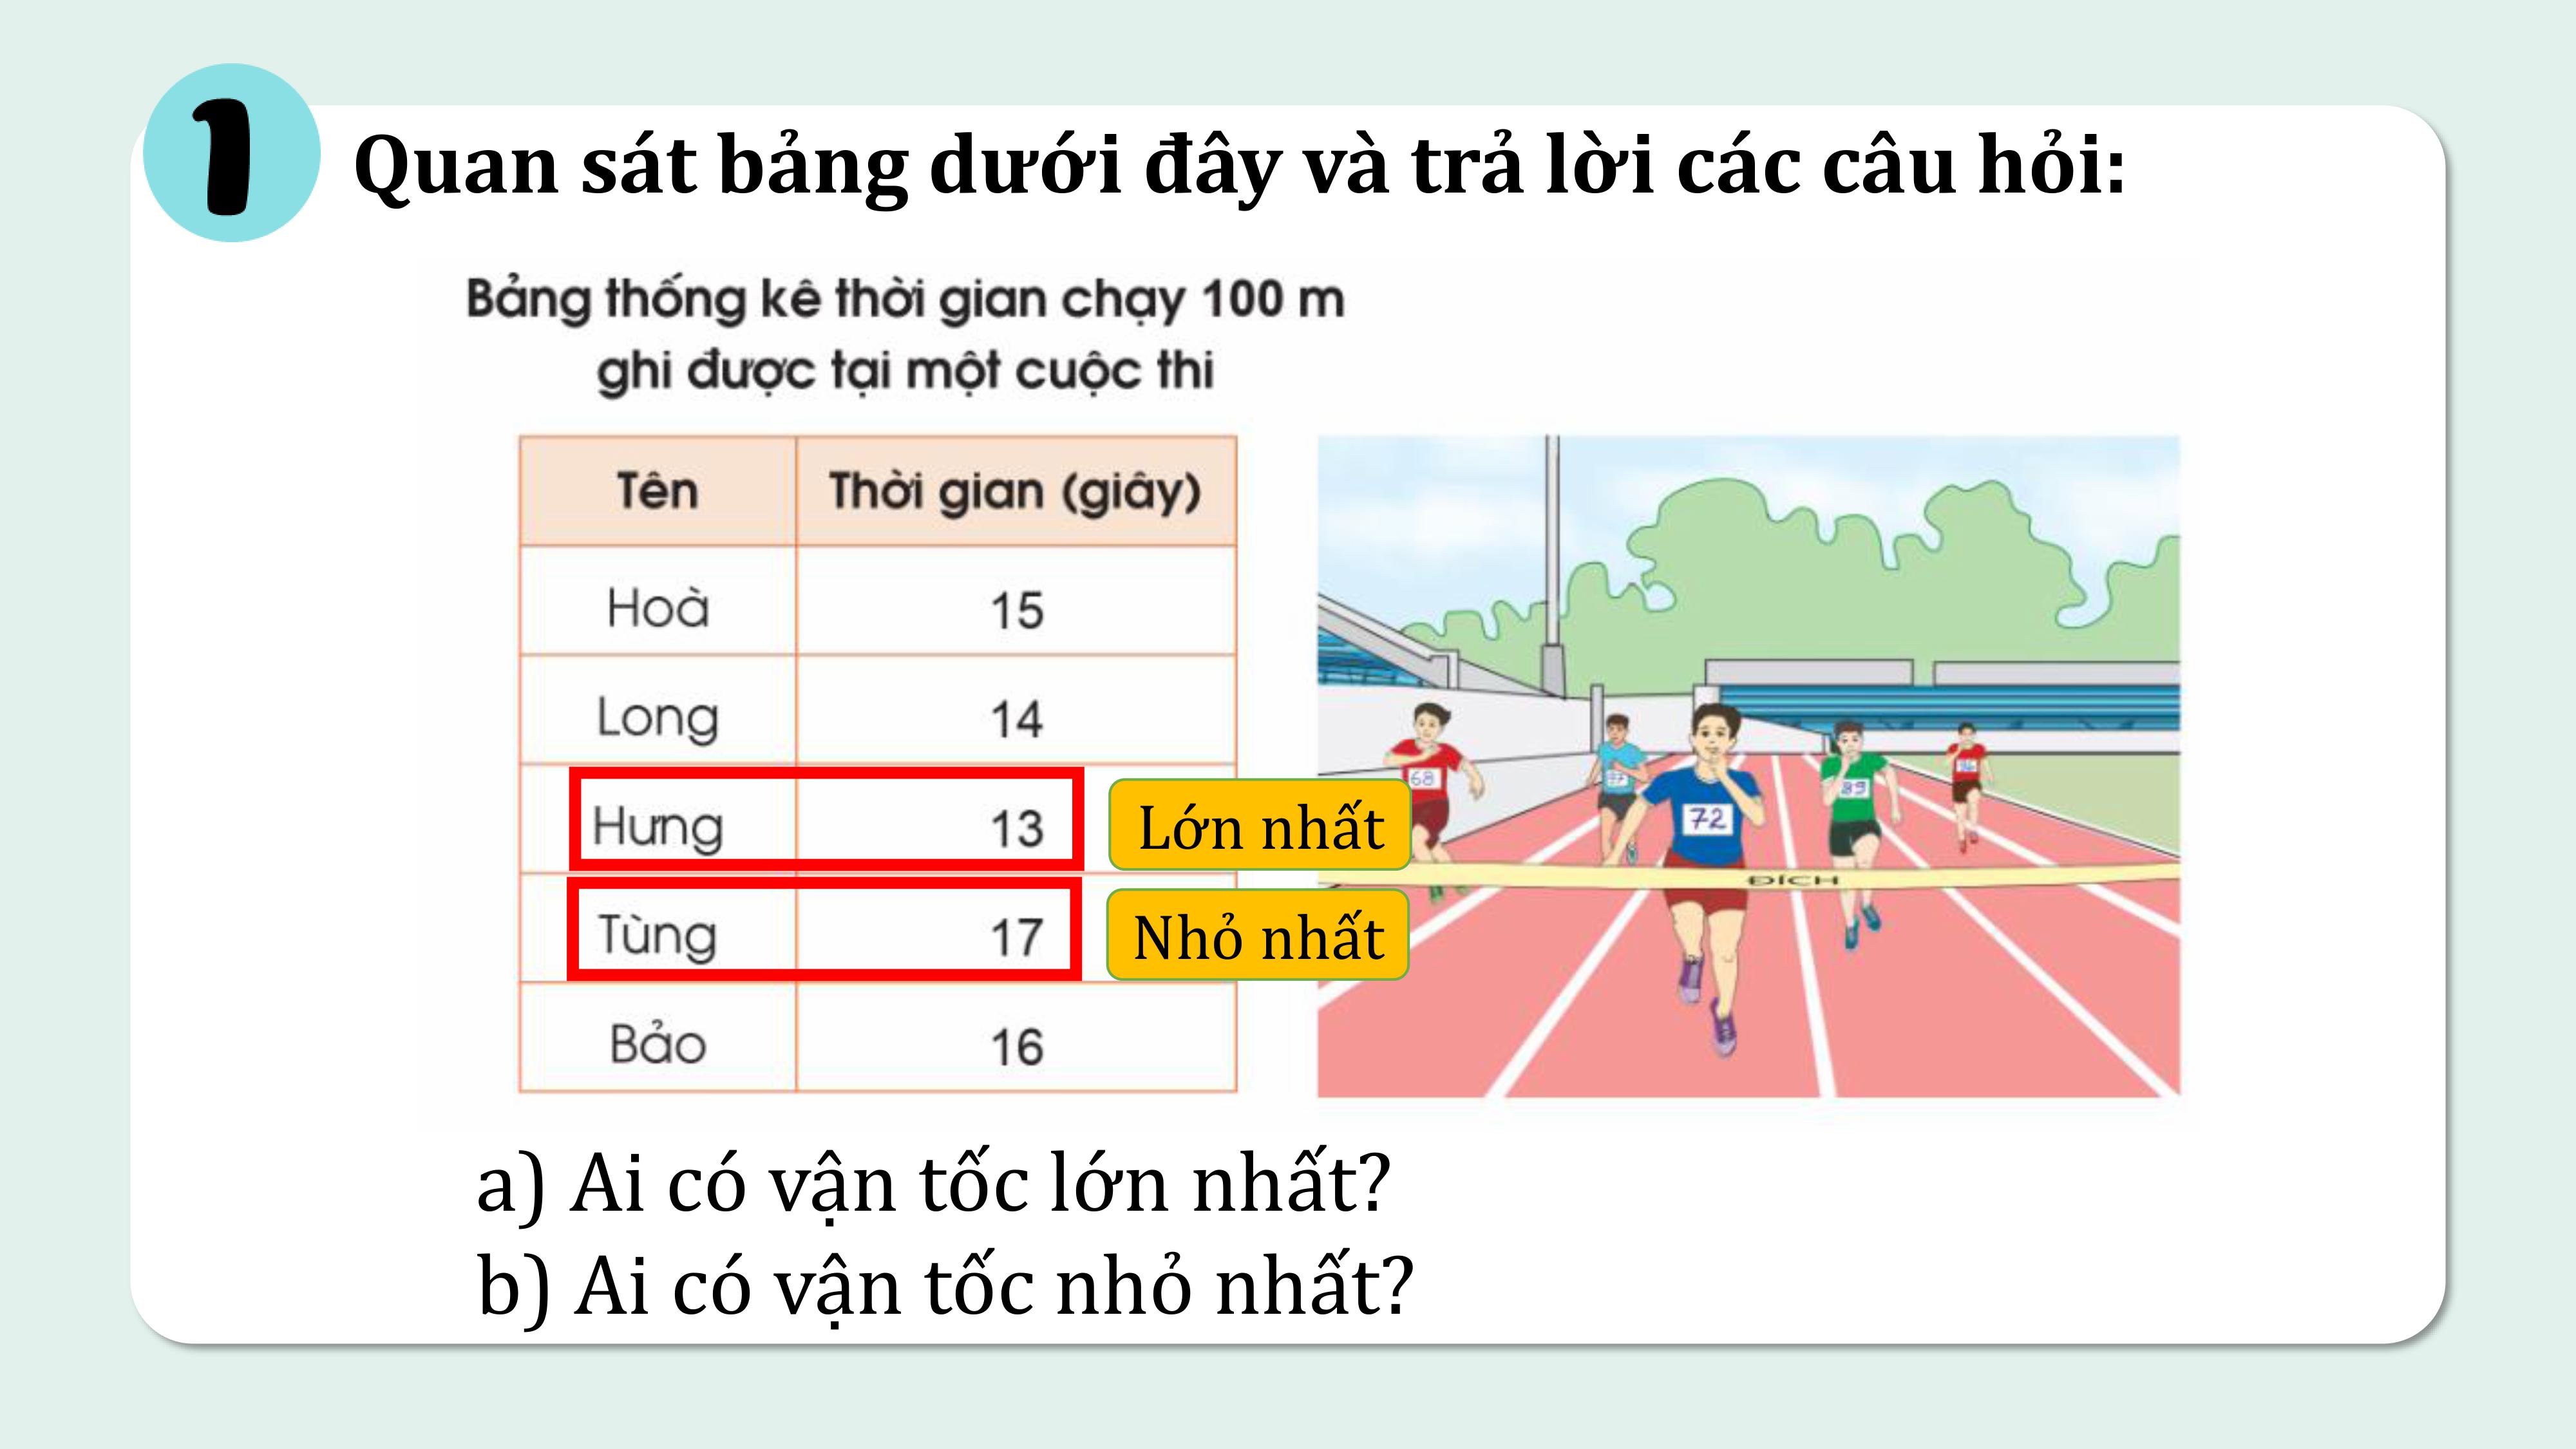 1
Quan sát bảng dưới đây và trả lời các câu hỏi:
Bảng thống kê thời gian chạy 100 m
ghi được tại một cuộc thi
Tên Thời gian (giây)
Hoà 15
Long 14
Hưng 13 Lớn nhất
Tùng 17 Nhỏ nhất
Bảo 16
68
72
89
ĐÍCH
a) Ai có vận tốc lớn nhất?
b) Ai có vận tốc nhỏ nhất?